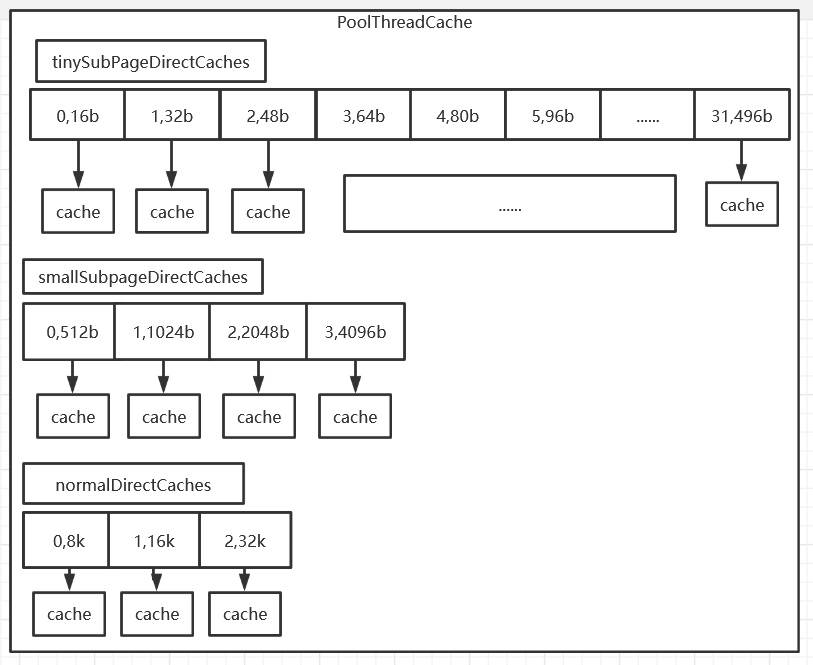 PoolThreadCache
tinySubPageDirectCaches
0,16b 1,32b 2,48b 3,64b 4,80b 5,96b ...... 31,496b
cache cache cache ...... cache
smallSubpageDirectCaches
0,512b 1,1024b 2,2048b 3,4096b
cache cache cache cache
normalDirectCaches
0,8k 1,16k 2,32k
cache cache cache